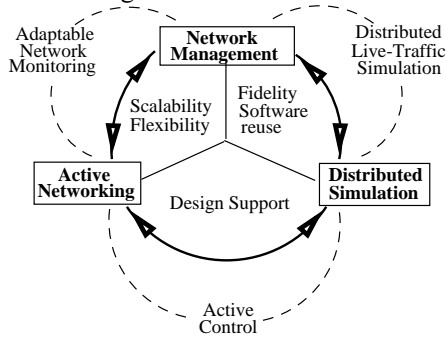 Adaptable
Network
Monitoring
Network
Management
Distributed
Live-Traffic
Simulation
Scalability
Flexibility
Fidelity
Software
reuse
Active
Networking
Distributed
Simulation
Design Support
Active
Control